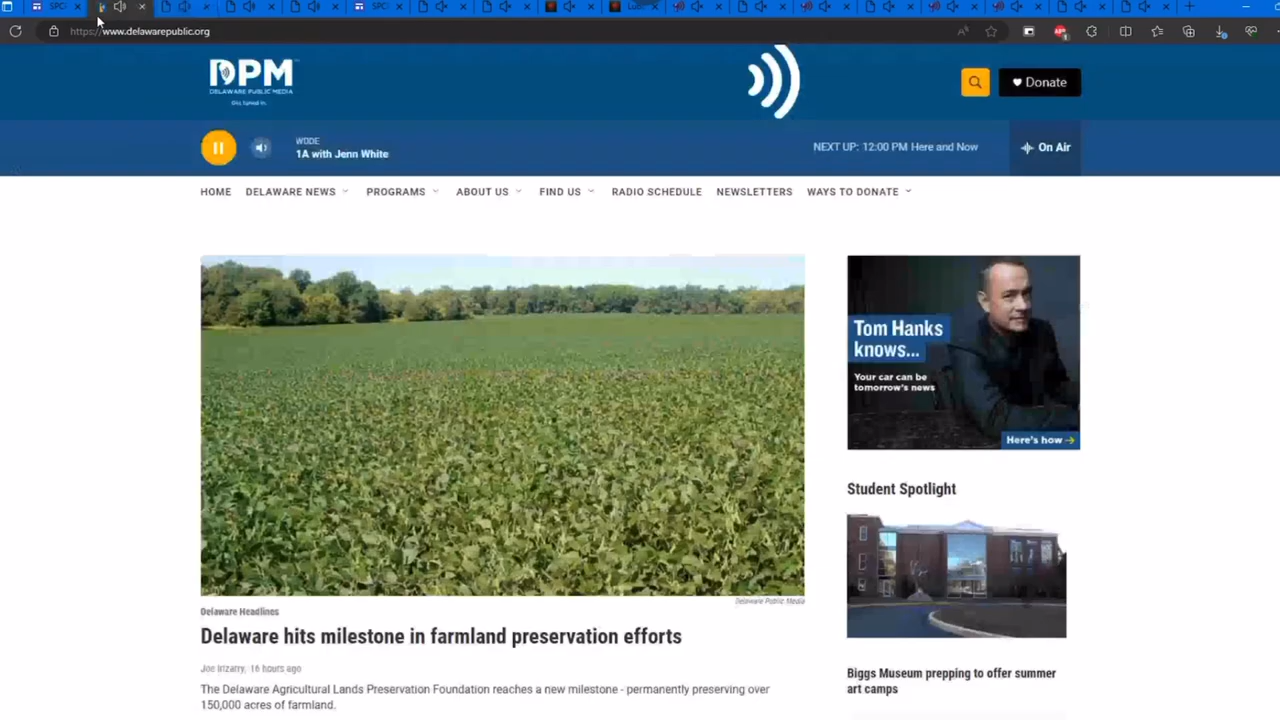 SPC
SPC
https://www.delawarepublic.org
DPM
DELAWARE PUBLIC MEDIA
Donate
WDDE
1A with Jenn White
NEXT UP: 12:00 PM Here and Now
On Air
HOME DELAWARE NEWS PROGRAMS ABOUT US FIND US RADIO SCHEDULE NEWSLETTERS WAYS TO DONATE
Tom Hanks
knows...
Your car can be
tomorrow's news
Here's how →
Student Spotlight
Delaware Public Media
Delaware Headlines
Delaware hits milestone in farmland preservation efforts
Joe Irizarry, 16 hours ago
The Delaware Agricultural Lands Preservation Foundation reaches a new milestone - permanently preserving over
150,000 acres of farmland.
Biggs Museum prepping to offer summer
art camps